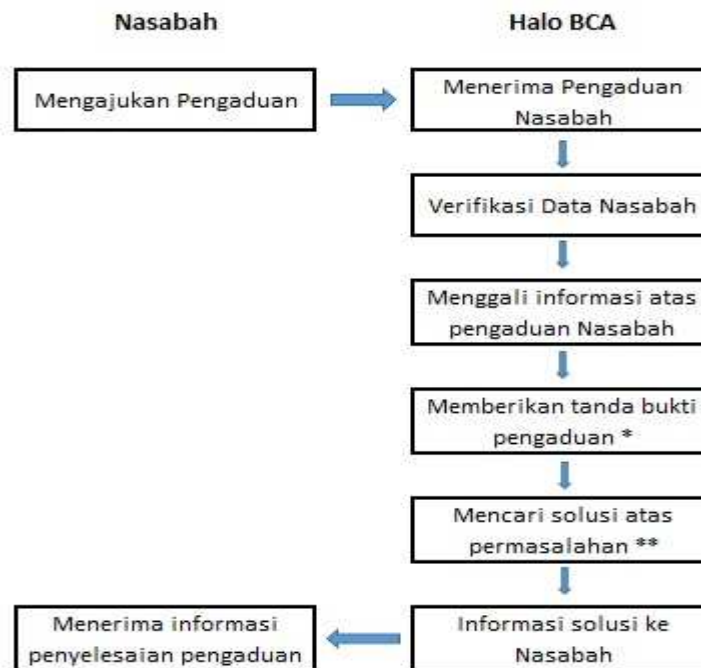 Nasabah
Halo BCA
Mengajukan Pengaduan
Menerima Pengaduan
Nasabah
Verifikasi Data Nasabah
Menggali informasi atas
pengaduan Nasabah
Memberikan tanda bukti
pengaduan *
Mencari solusi atas
permasalahan **
Informasi solusi ke
Nasabah
Menerima informasi
penyelesaian pengaduan